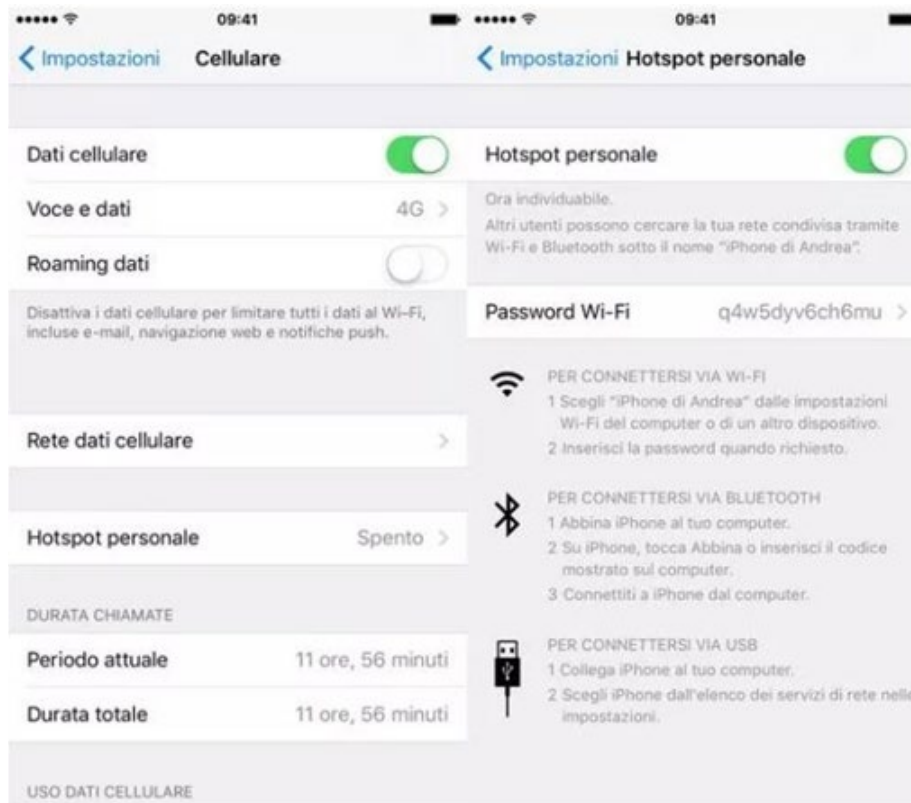 09:41
Impostazioni Cellulare
Dati cellulare
Voce e dati 4G
Roaming dati
Disattiva i dati cellulare per limitare tutti i dati al Wi-Fi,
incluse e-mail, navigazione web e notifiche push.
Rete dati cellulare
Hotspot personale Spento
DURATA CHIAMATE
Periodo attuale 11 ore, 56 minuti
Durata totale 11 ore, 56 minuti
USO DATI CELLULARE
09:41
Impostazioni Hotspot personale
Hotspot personale
Ora individuabile.
Altri utenti possono cercare la tua rete condivisa tramite
Wi-Fi e Bluetooth sotto il nome "iPhone di Andrea".
Password Wi-Fi q4w5dyv6ch6mu
PER CONNETTERSI VIA WI-FI
1 Scegli "iPhone di Andrea" dalle impostazioni
Wi-Fi del computer o di un altro dispositivo.
2 Inserisci la password quando richiesto.
PER CONNETTERSI VIA BLUETOOTH
1 Abbina iPhone al tuo computer.
2 Su iPhone, tocca Abbina o inserisci il codice
mostrato sul computer.
3 Connettiti a iPhone dal computer.
PER CONNETTERSI VIA USB
1 Collega iPhone al tuo computer.
2 Scegli iPhone dall'elenco dei servizi di rete nelle
impostazioni.